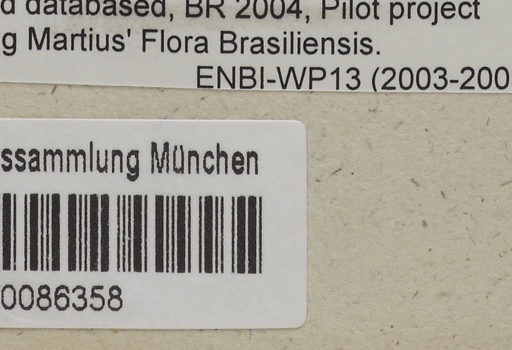 d databased, BR 2004, Pilot project
g Martius' Flora Brasiliensis.
ENBI-WP13 (2003-200
ssammlung München
0086358